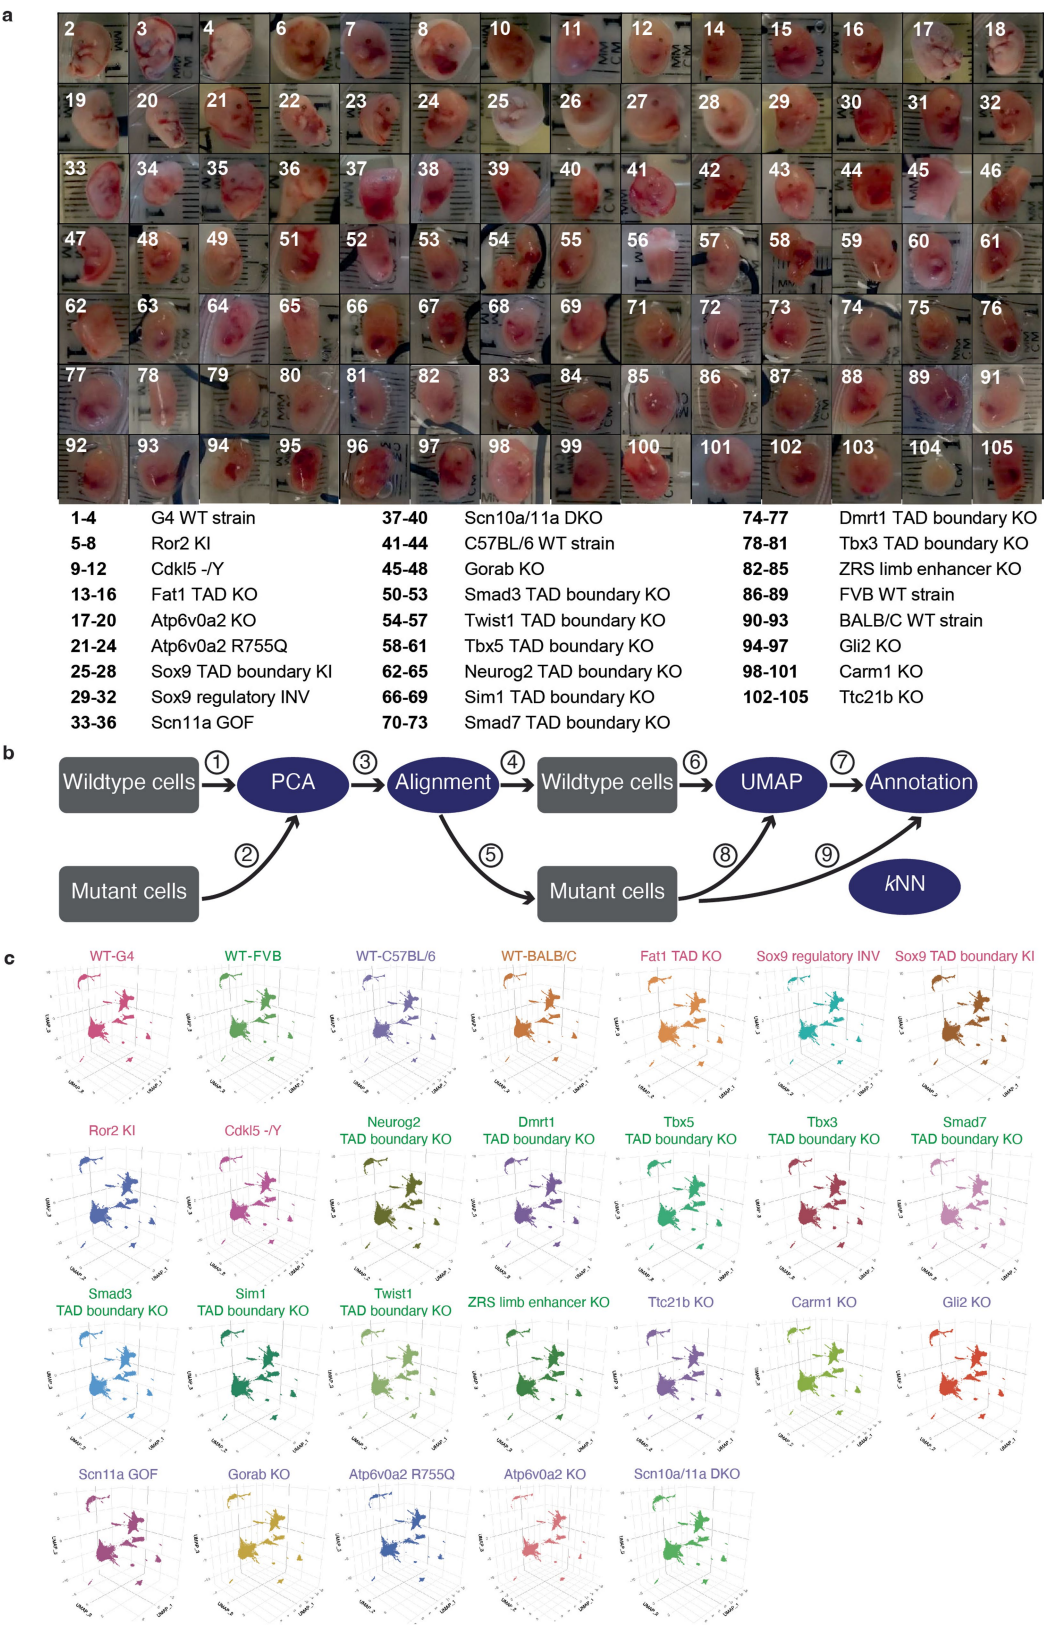 a
2 3 4 6 7 8 10 11 12 14 15 16 17 18
19 20 21 22 23 24 25 26 27 28 29 30 31 32
33 34 35 36 37 38 39 40 41 42 43 44 45 46
47 48 49 51 52 53 54 55 56 57 58 59 60 61
62 63 64 65 66 67 68 69 71 72 73 74 75 76
77 78 79 80 81 82 83 84 85 86 87 88 89 91
92 93 94 95 96 97 98 99 100 101 102 103 104 105
1-4 G4 WT strain
5-8 Ror2 KI
9-12 Cdkl5 -/Y
13-16 Fat1 TAD KO
17-20 Atp6v0a2 KO
21-24 Atp6v0a2 R755Q
25-28 Sox9 TAD boundary KI
29-32 Sox9 regulatory INV
33-36 Scn11a GOF
37-40 Scn10a/11a DKO
41-44 C57BL/6 WT strain
45-48 Gorab KO
50-53 Smad3 TAD boundary KO
54-57 Twist1 TAD boundary KO
58-61 Tbx5 TAD boundary KO
62-65 Neurog2 TAD boundary KO
66-69 Sim1 TAD boundary KO
70-73 Smad7 TAD boundary KO
74-77 Dmrt1 TAD boundary KO
78-81 Tbx3 TAD boundary KO
82-85 ZRS limb enhancer KO
86-89 FVB WT strain
90-93 BALB/C WT strain
94-97 Gli2 KO
98-101 Carm1 KO
102-105 Ttc21b KO
b
Wildtype cells 1 PCA 3 Alignment 4 Wildtype cells 6 UMAP 7 Annotation
2 5 8 9
Mutant cells Mutant cells kNN
c
WT-G4 WT-FVB WT-C57BL/6 WT-BALB/C Fat1 TAD KO Sox9 regulatory INV Sox9 TAD boundary KI
Ror2 KI Cdkl5 -/Y
Neurog2
TAD boundary KO
Dmrt1
TAD boundary KO
Tbx5
TAD boundary KO
Tbx3
TAD boundary KO
Smad7
TAD boundary KO
Smad3
TAD boundary KO
Sim1
TAD boundary KO
Twist1
TAD boundary KO
ZRS limb enhancer KO Ttc21b KO Carm1 KO Gli2 KO
Scn11a GOF Gorab KO Atp6v0a2 R755Q Atp6v0a2 KO Scn10a/11a DKO